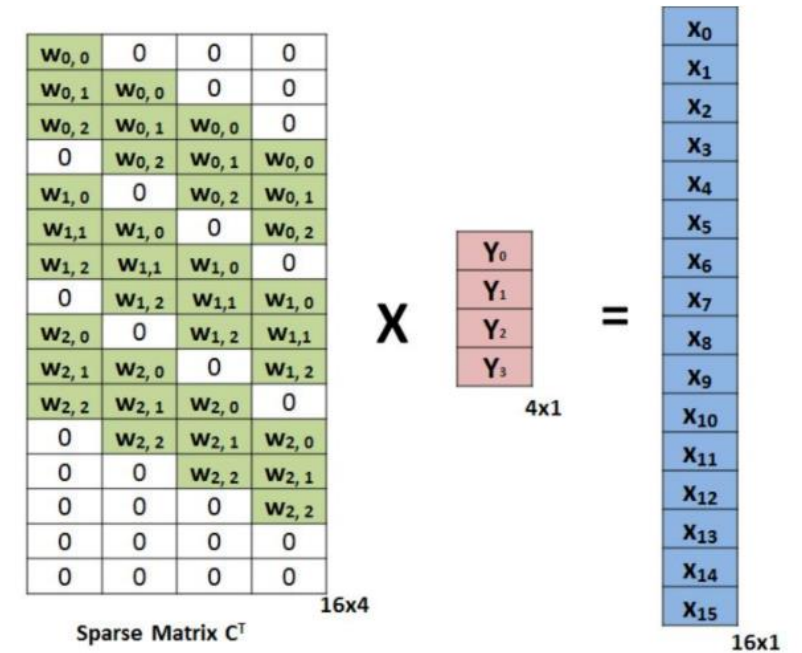 w0, 0 0 0 0
w0, 1 w0, 0 0 0
w0, 2 w0, 1 w0, 0 0
0 w0, 2 w0, 1 w0, 0
w1, 0 0 w0, 2 w0, 1
w1,1 w1, 0 0 w0, 2
w1, 2 w1,1 w1, 0 0
0 w1, 2 w1,1 w1, 0
w2, 0 0 w1, 2 w1,1
w2, 1 w2, 0 0 w1, 2
w2, 2 w2, 1 w2, 0 0
0 w2, 2 w2, 1 w2, 0
0 0 w2, 2 w2, 1
0 0 0 w2, 2
0 0 0 0
0 0 0 0
16x4
Sparse Matrix Cᵀ
X
Y₀
Y₁
Y₂
Y₃
4x1
=
X₀
X₁
X₂
X₃
X₄
X₅
X₆
X₇
X₈
X₉
X₁₀
X₁₁
X₁₂
X₁₃
X₁₄
X₁₅
16x1